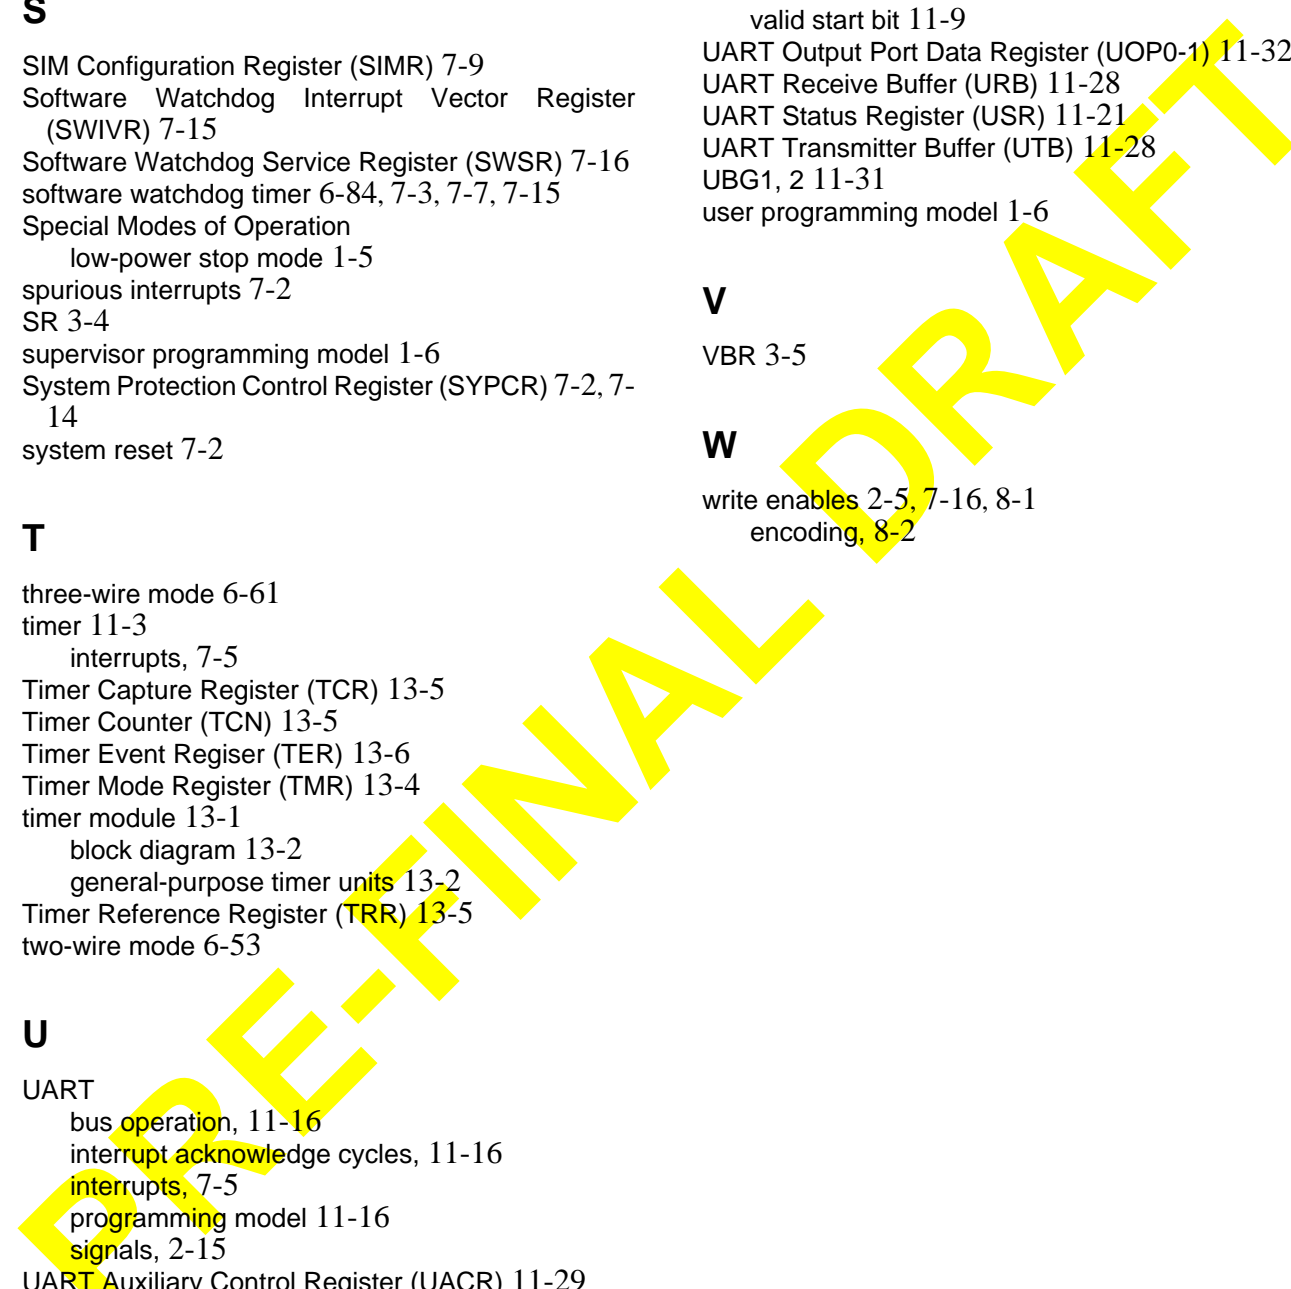 S
SIM Configuration Register (SIMR) 7-9
Software Watchdog Interrupt Vector Register
(SWIVR) 7-15
Software Watchdog Service Register (SWSR) 7-16
software watchdog timer 6-84, 7-3, 7-7, 7-15
Special Modes of Operation
low-power stop mode 1-5
spurious interrupts 7-2
SR 3-4
supervisor programming model 1-6
System Protection Control Register (SYPCR) 7-2, 7-
14
system reset 7-2
T
three-wire mode 6-61
timer 11-3
interrupts, 7-5
Timer Capture Register (TCR) 13-5
Timer Counter (TCN) 13-5
Timer Event Regiser (TER) 13-6
Timer Mode Register (TMR) 13-4
timer module 13-1
block diagram 13-2
general-purpose timer units 13-2
Timer Reference Register (TRR) 13-5
two-wire mode 6-53
U
UART
bus operation, 11-16
interrupt acknowledge cycles, 11-16
interrupts, 7-5
programming model 11-16
signals, 2-15
UART Auxiliary Control Register (UACR) 11-29
valid start bit 11-9
UART Output Port Data Register (UOP0-1) 11-32
UART Receive Buffer (URB) 11-28
UART Status Register (USR) 11-21
UART Transmitter Buffer (UTB) 11-28
UBG1, 2 11-31
user programming model 1-6
V
VBR 3-5
W
write enables 2-5, 7-16, 8-1
encoding, 8-2
PRE-FINAL DRAFT